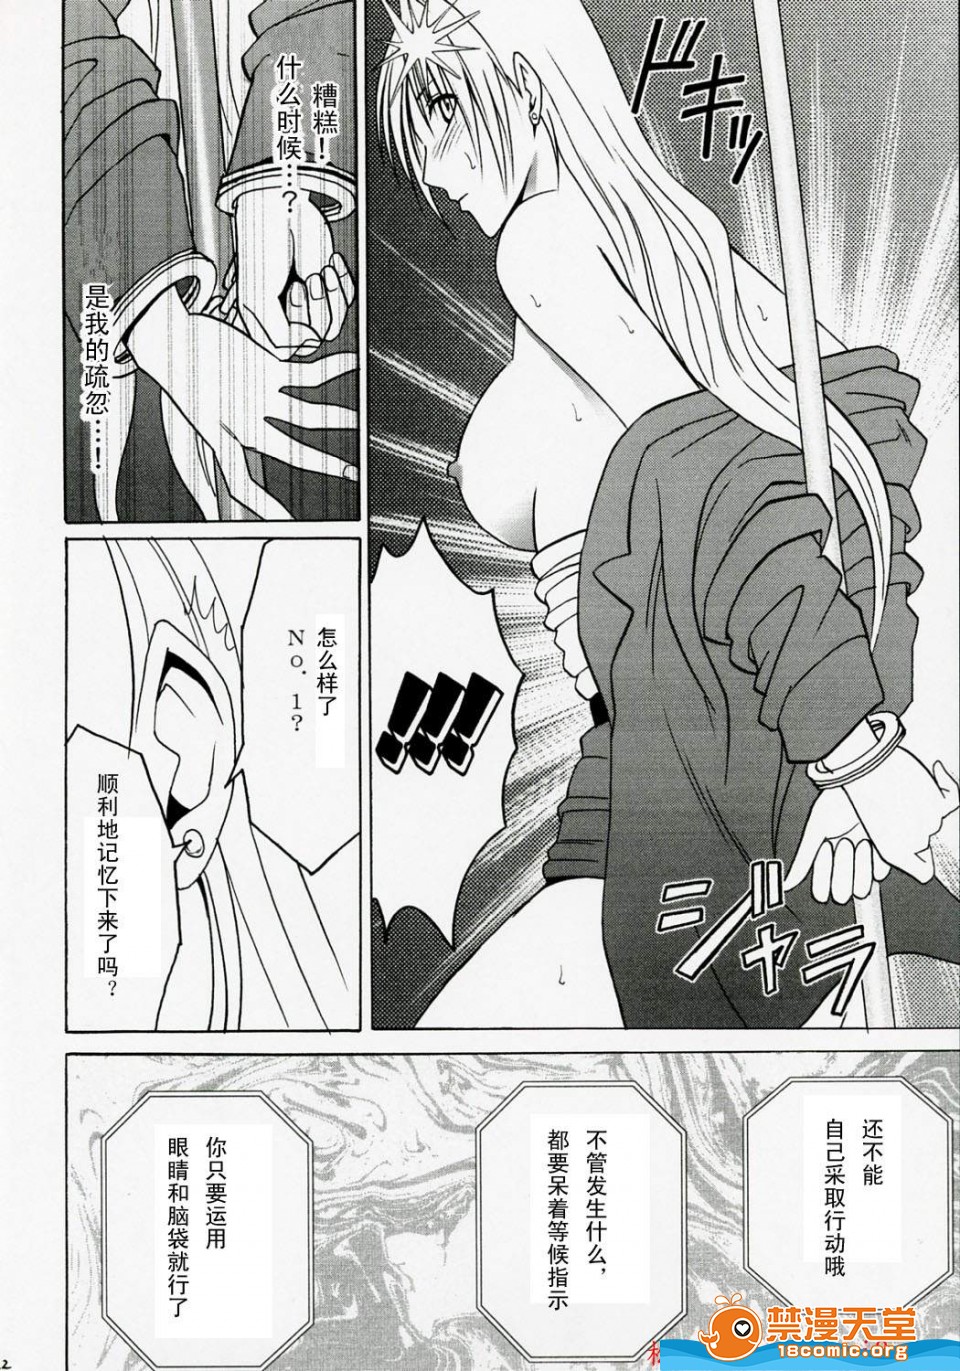 ドキッ
糟糕！
什么时候…？
是我的疏忽…！
!!!
ジャラ
怎么样了
No.1？
顺利地记忆下来了吗？
还不能
自己采取行动哦
不管发生什么，
都要呆着等候指示
你只要运用
眼睛和脑袋就行了
禁漫天堂
18comic.org